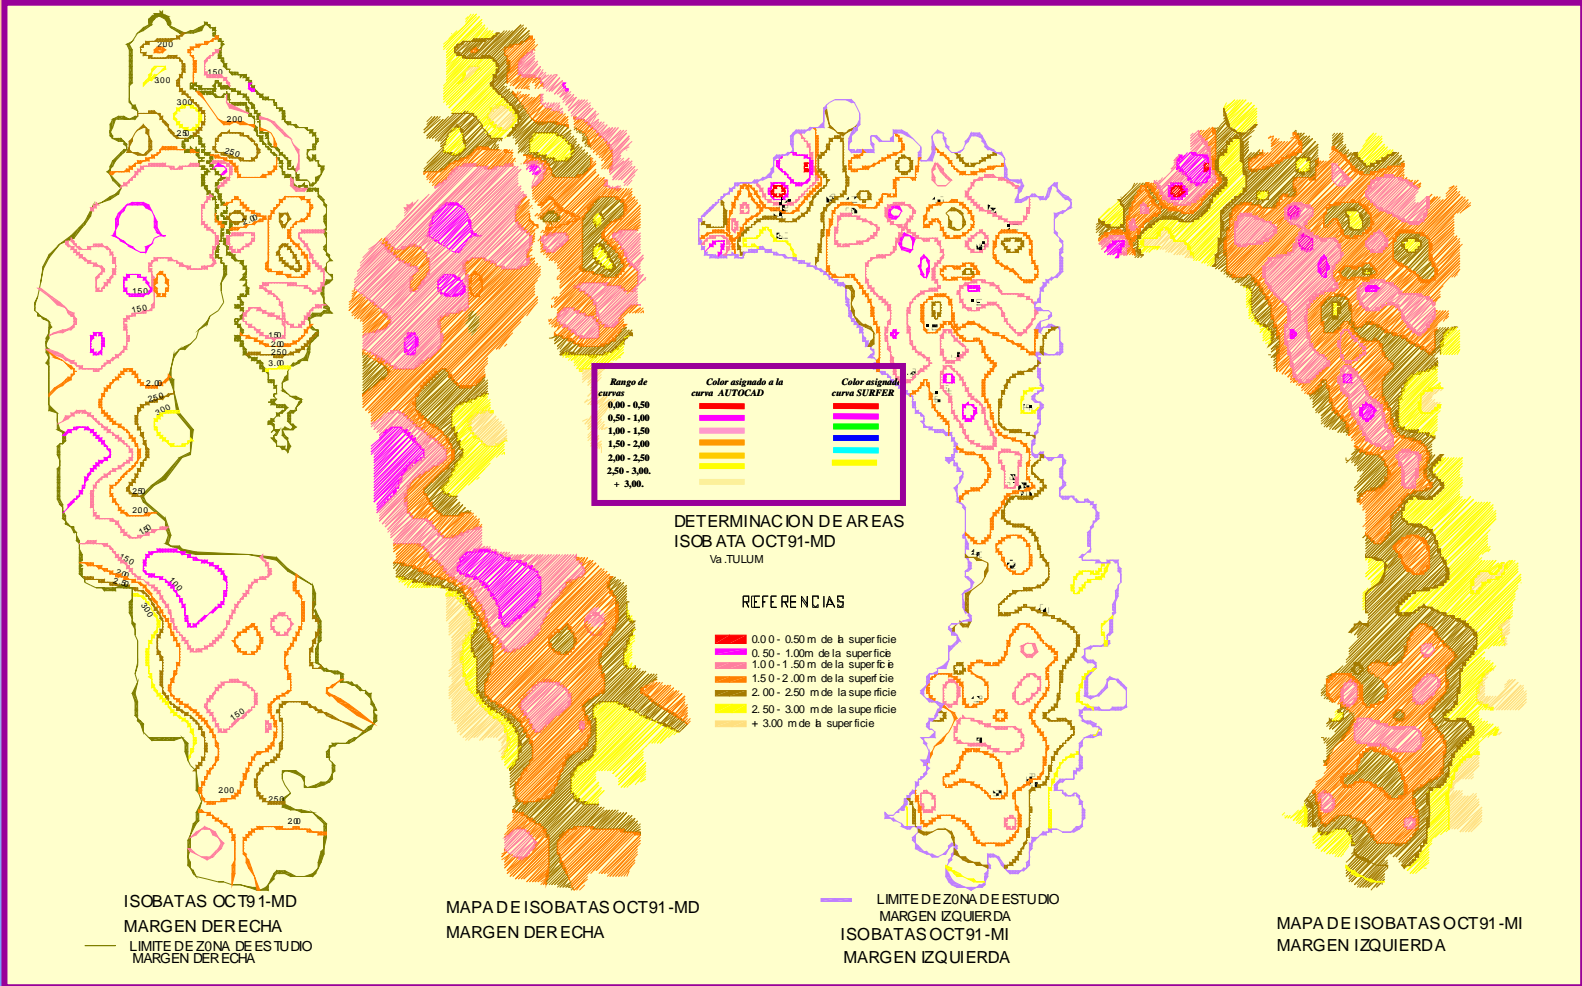 200
150
300
300
200
250
250
200
150
150
150
200
250
3.00
2.00
250
300
250
200
150
150
200
2.50
100
300
150
200
250
200
ISOBATAS OCT91-MD
MARGEN DERECHA
LIMITE DE ZONA DE ESTUDIO
MARGEN DERECHA
MAPA DE ISOBATAS OCT91-MD
MARGEN DERECHA
Rango de curvas
Color asignado a la curva AUTOCAD
Color asignado curva SURFER
0,00 - 0,50
0,50 - 1,00
1,00 - 1,50
1,50 - 2,00
2,00 - 2,50
2,50 - 3,00.
+ 3,00.
DETERMINACION DE AREAS
ISOBATA OCT91-MD
Va.TULUM
REFERENCIAS
0.00 - 0.50 m de la superficie
0.50 - 1.00m de la superficie
1.00 - 1.50 m de la superficie
1.50 - 2.00 m de la superficie
2.00 - 2.50 m de la superficie
2.50 - 3.00 m de la superficie
+ 3.00 m de la superficie
LIMITE DE ZONA DE ESTUDIO
MARGEN IZQUIERDA
ISOBATAS OCT91-MI
MARGEN IZQUIERDA
MAPA DE ISOBATAS OCT91-MI
MARGEN IZQUIERDA